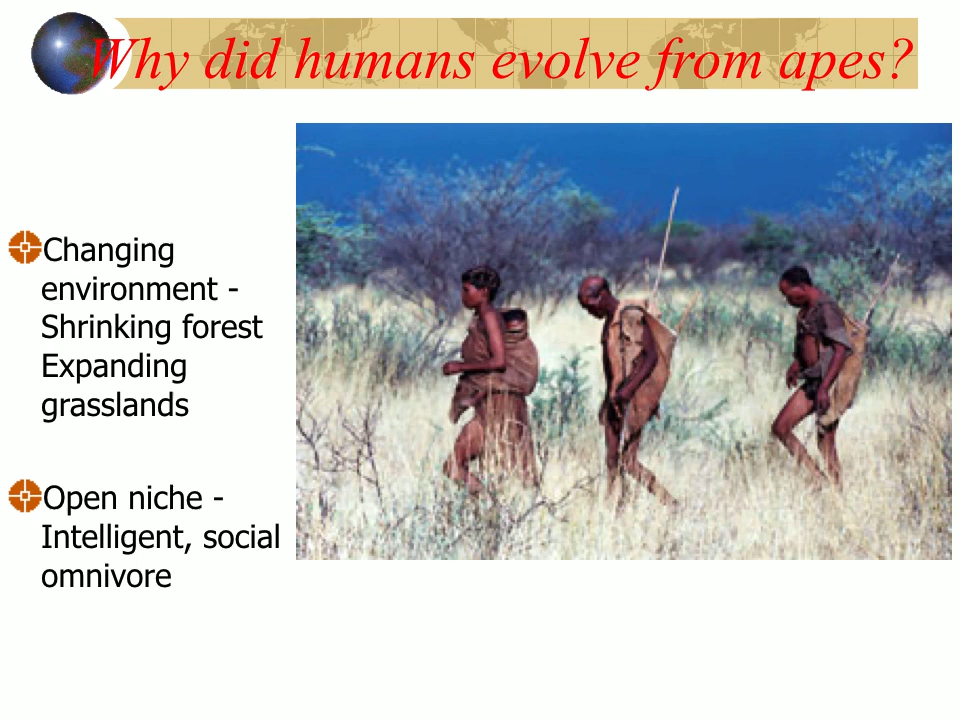 Why did humans evolve from apes?
Changing
environment -
Shrinking forest
Expanding
grasslands
Open niche -
Intelligent, social
omnivore